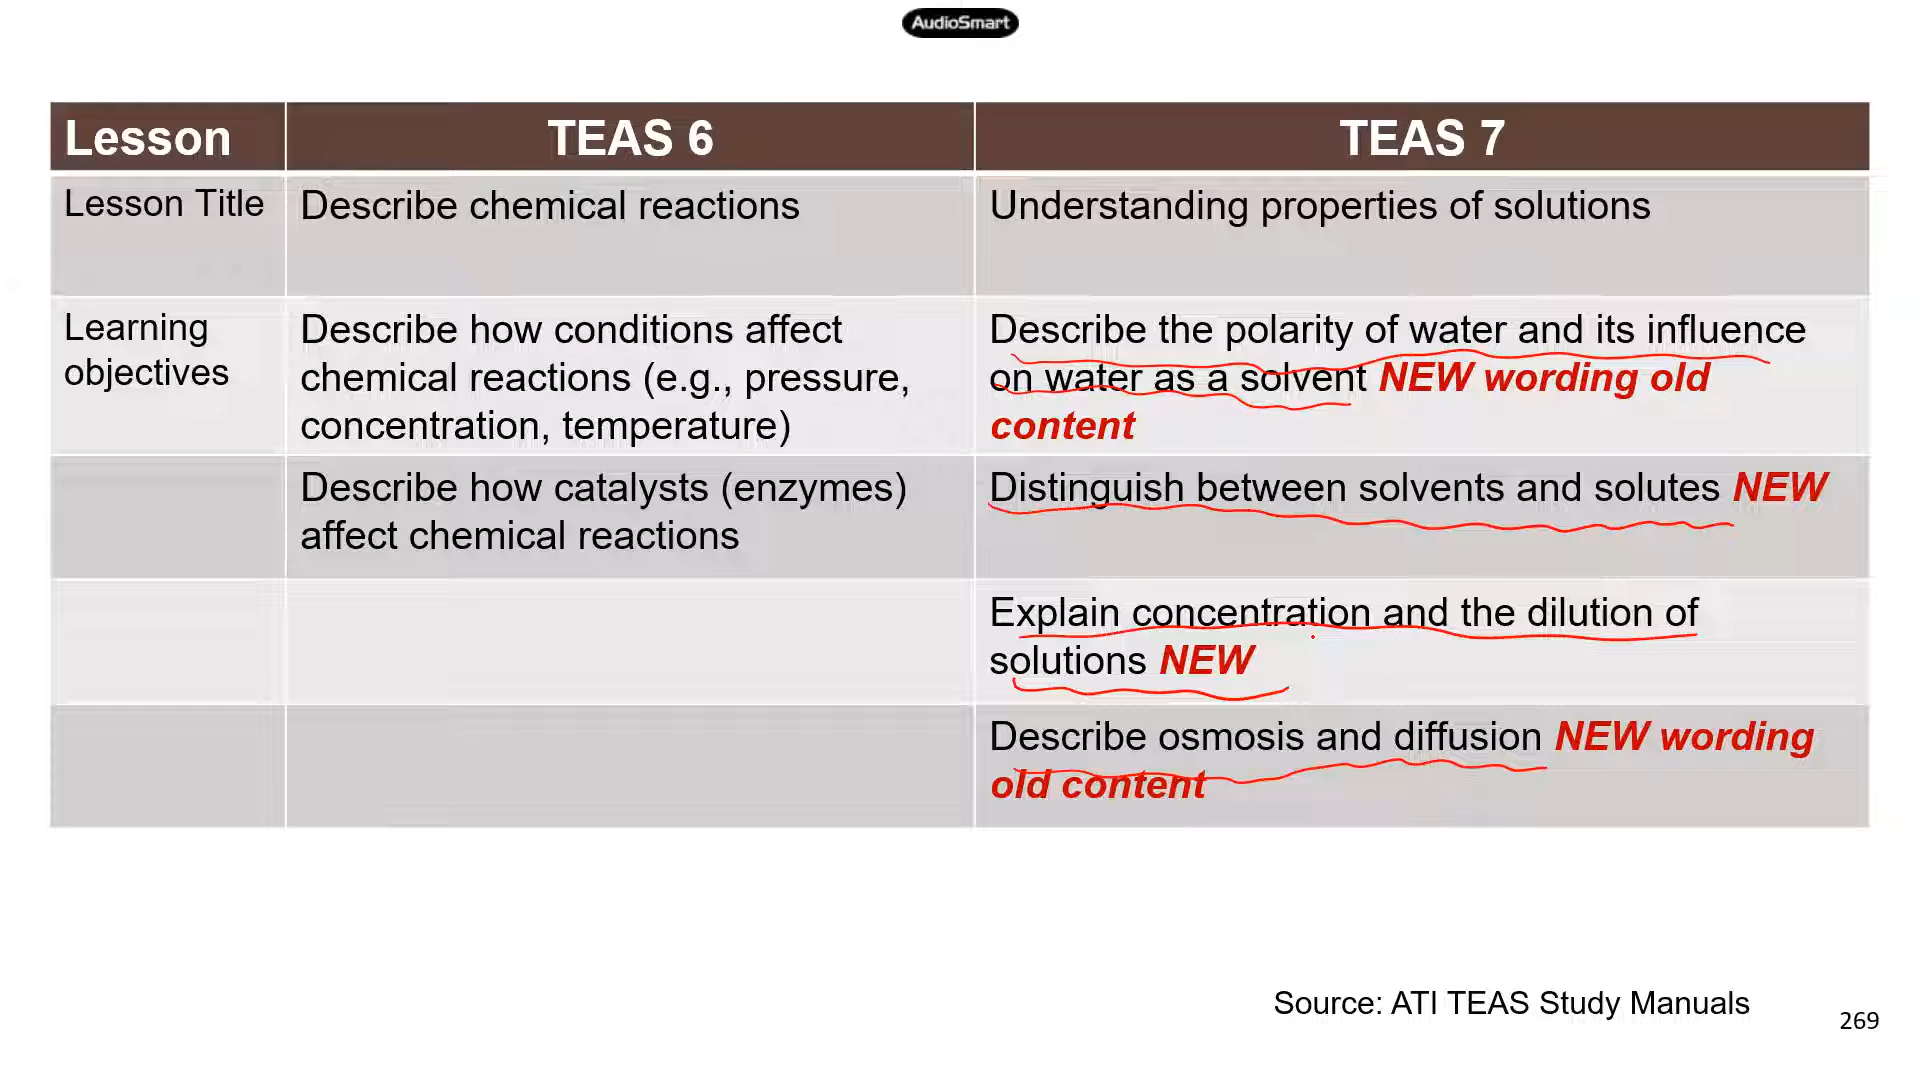 AudioSmart
Lesson
TEAS 6
TEAS 7
Lesson Title
Describe chemical reactions
Understanding properties of solutions
Learning
objectives
Describe how conditions affect
chemical reactions (e.g., pressure,
concentration, temperature)
Describe the polarity of water and its influence
on water as a solvent NEW wording old
content
Describe how catalysts (enzymes)
affect chemical reactions
Distinguish between solvents and solutes NEW
Explain concentration and the dilution of
solutions NEW
Describe osmosis and diffusion NEW wording
old content
Source: ATI TEAS Study Manuals
269